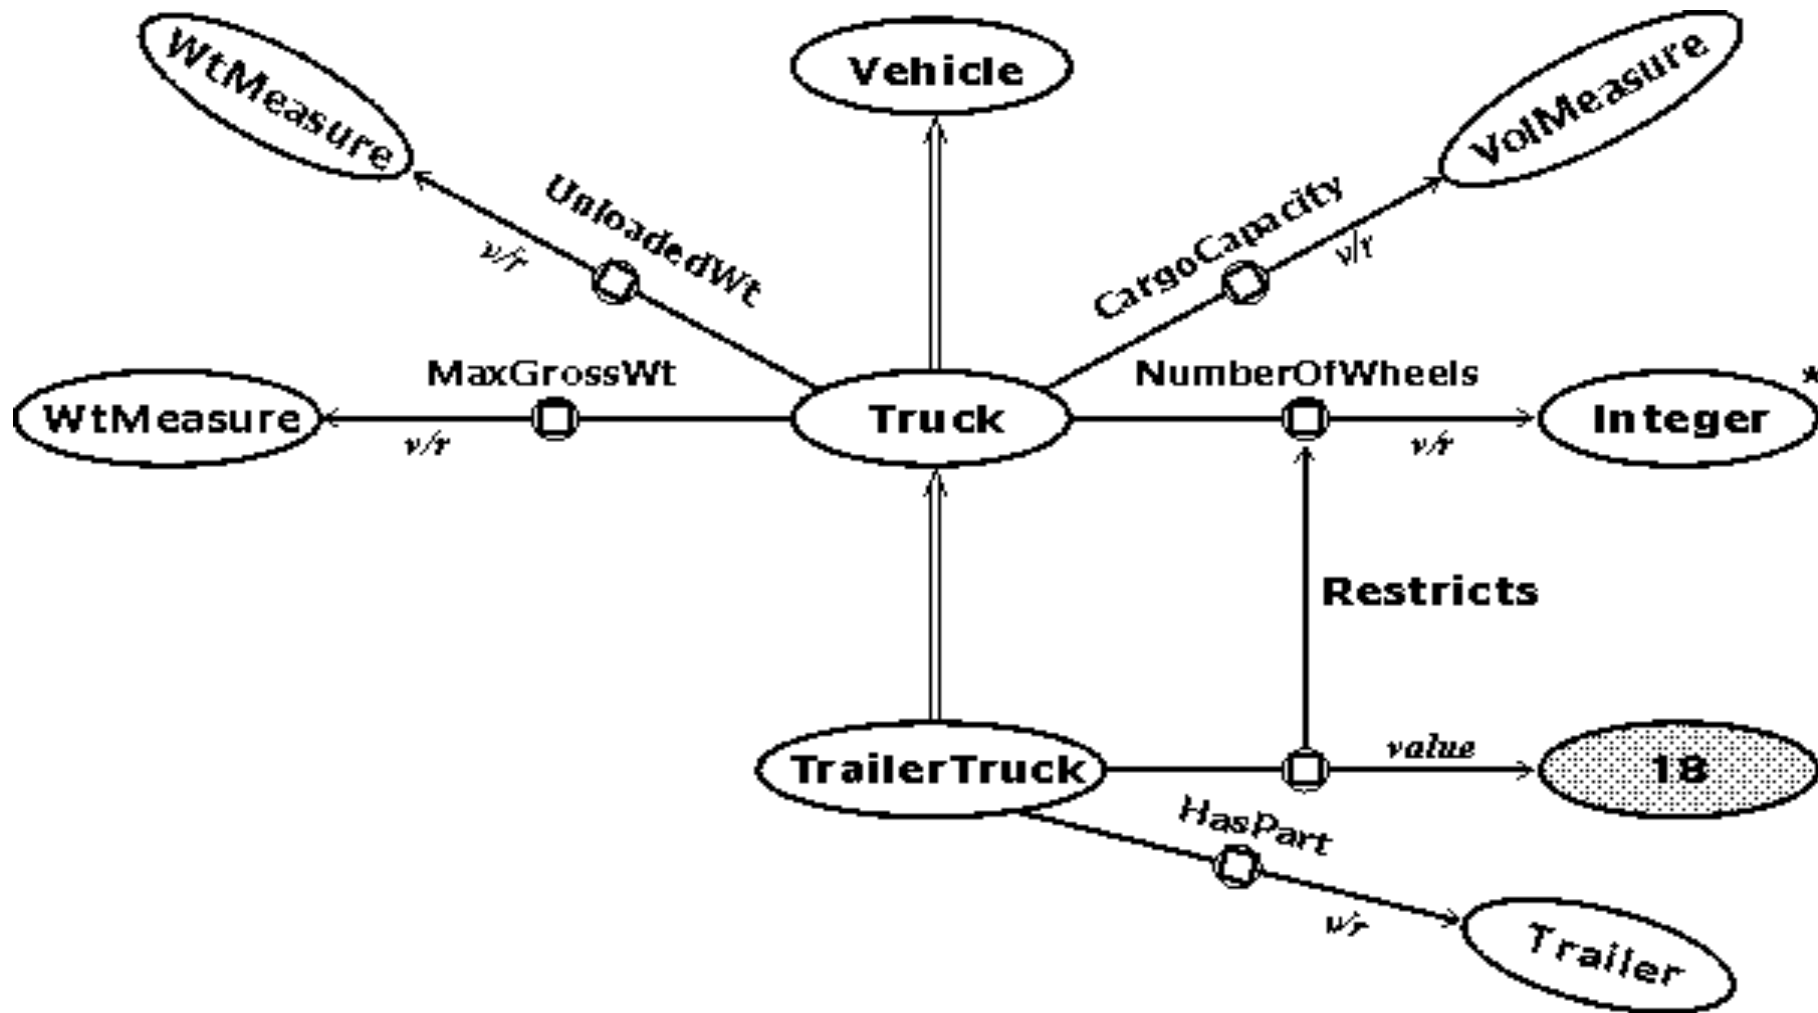 WtMeasure
Vehicle
VolMeasure
UnloadedWt
v/r
CargoCapacity
v/r
MaxGrossWt
NumberOfWheels
*
WtMeasure
v/r
Truck
v/r
Integer
Restricts
TrailerTruck
value
18
HasPart
v/r
Trailer